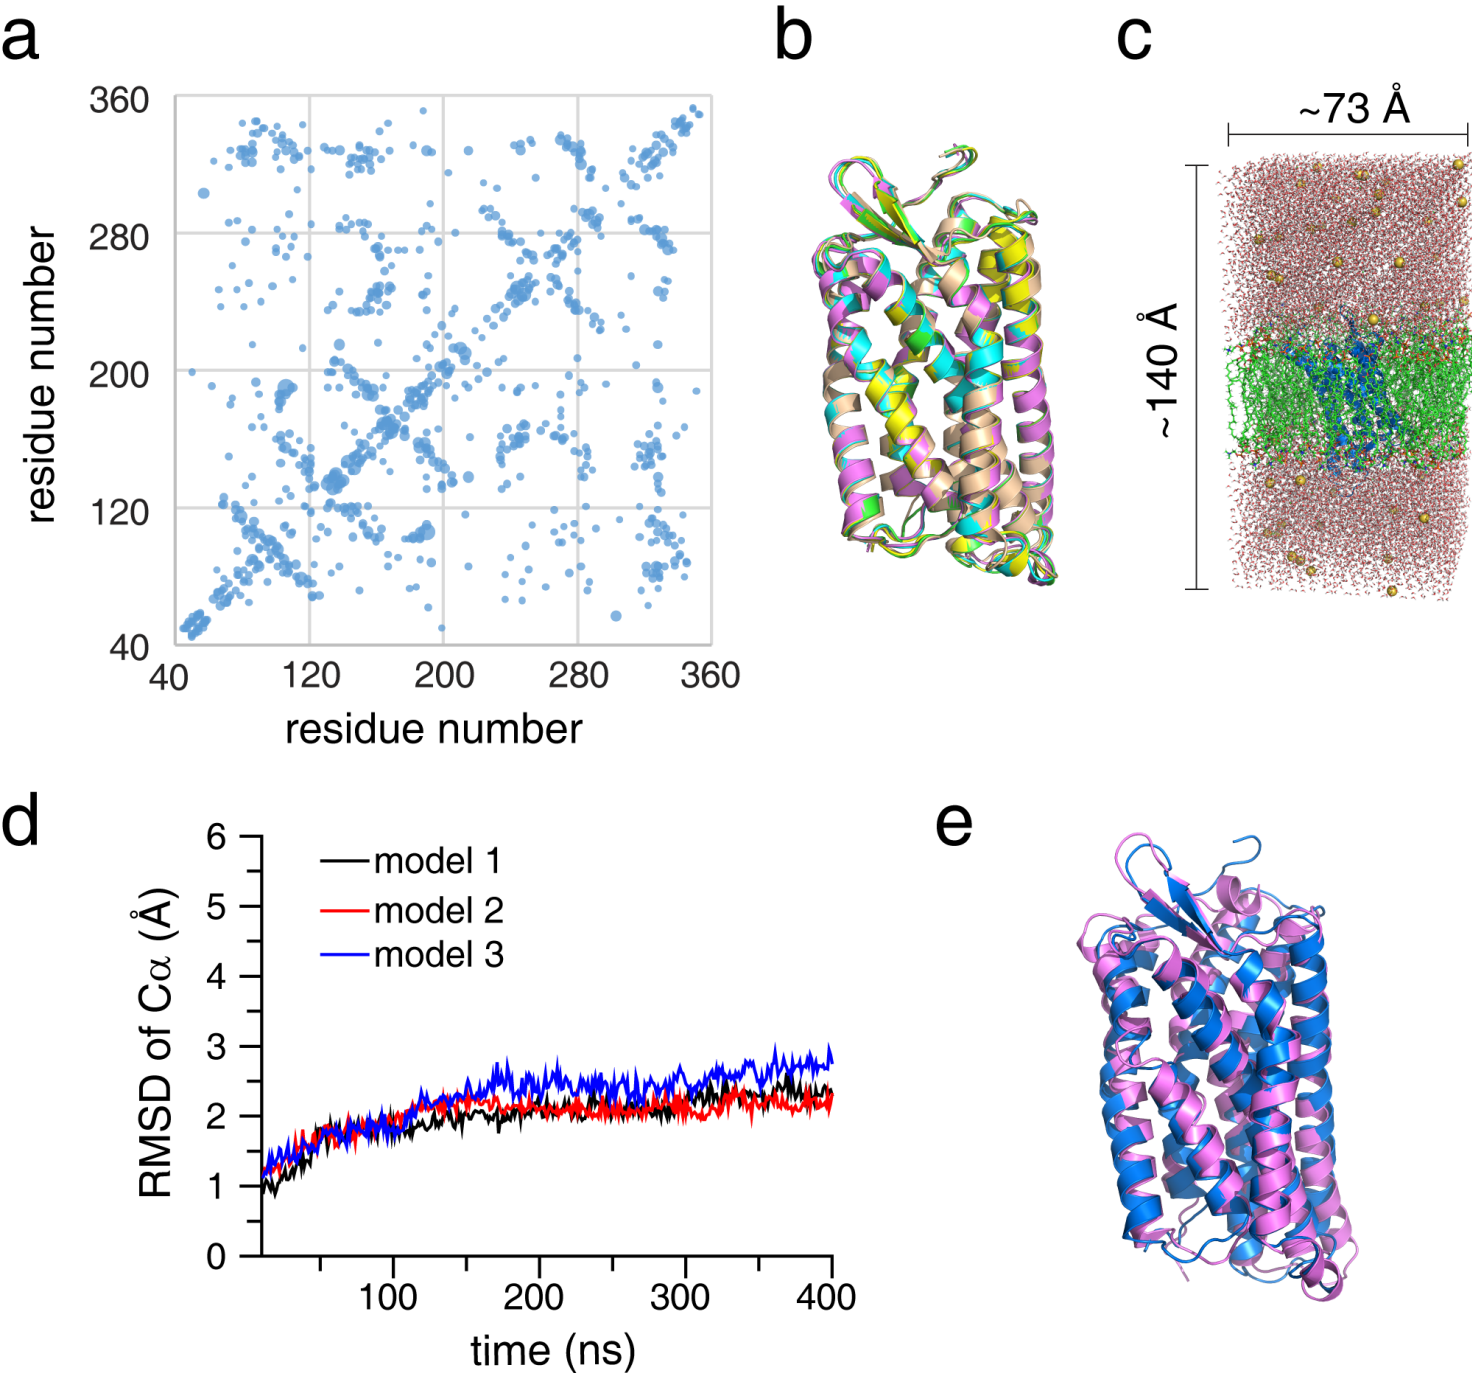 a
b
c
360
280
200
120
40
40 120 200 280 360
residue number
residue number
~73 Å
~140 Å
d
e
6
5
4
3
2
1
0
RMSD of Cα (Å)
model 1
model 2
model 3
100 200 300 400
time (ns)